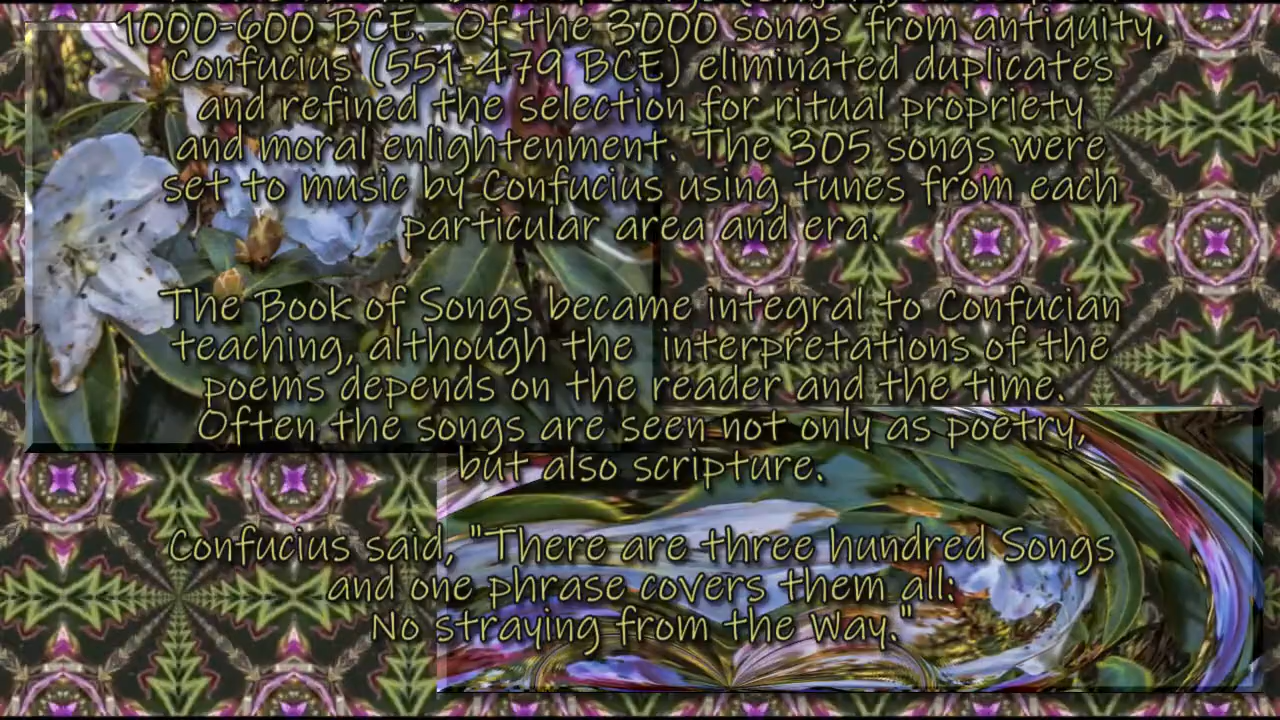 1000-600 BCE. Of the 3000 songs from antiquity,
Confucius (551-479 BCE) eliminated duplicates
and refined the selection for ritual propriety
and moral enlightenment. The 305 songs were
set to music by Confucius using tunes from each
particular area and era.
The Book of Songs became integral to Confucian
teaching, although the interpretations of the
poems depends on the reader and the time.
Often the songs are seen not only as poetry,
but also scripture.
Confucius said, "There are three hundred Songs
and one phrase covers them all:
No straying from the Way."